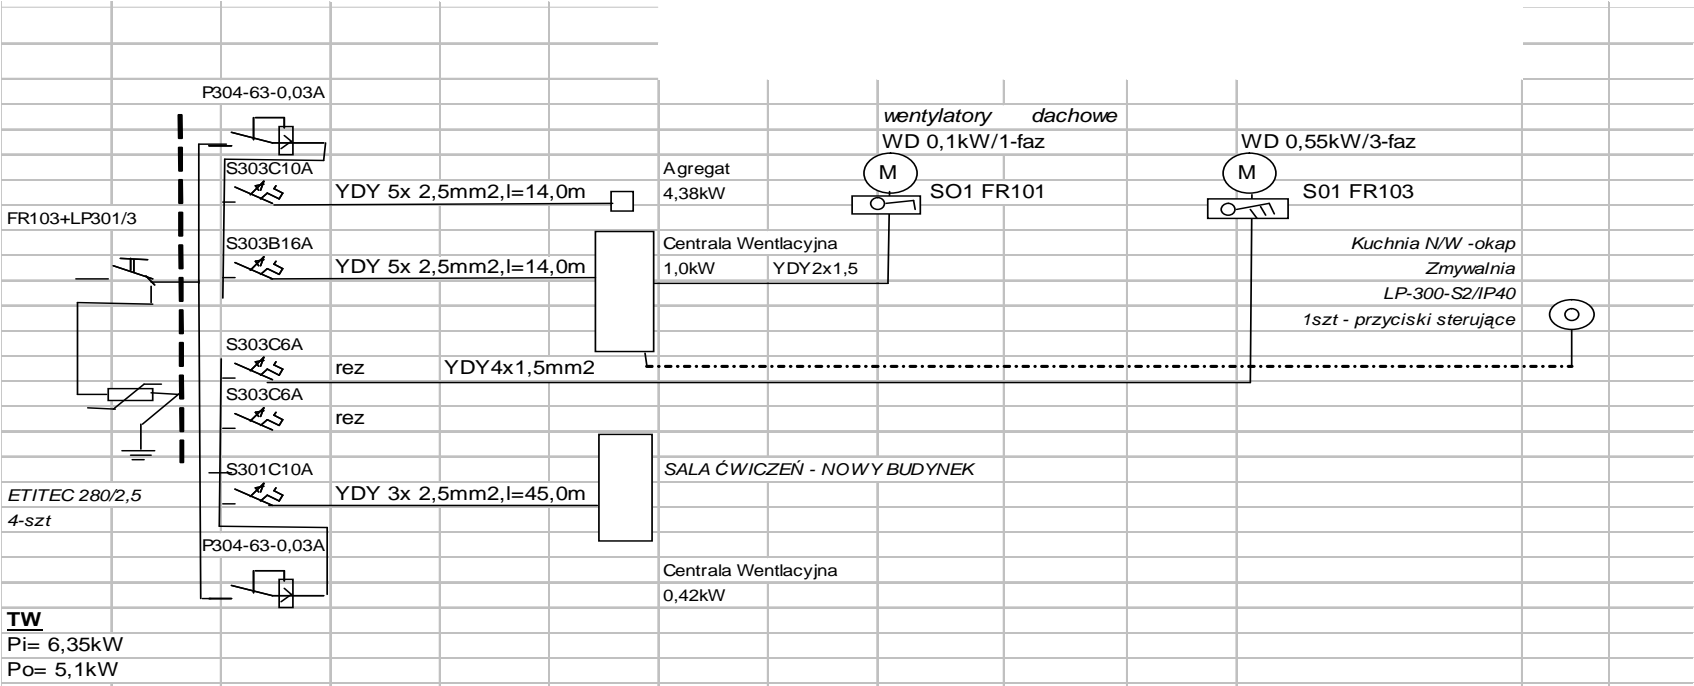 P304-63-0,03A
wentylatory dachowe
WD 0,1kW/1-faz
WD 0,55kW/3-faz
M
M
S303C10A
Agregat
YDY 5x 2,5mm2,l=14,0m
4,38kW
SO1 FR101
S01 FR103
FR103+LP301/3
S303B16A
Centrala Wentlacyjna
Kuchnia N/W -okap
YDY 5x 2,5mm2,l=14,0m
1,0kW
YDY2x1,5
Zmywalnia
LP-300-S2/IP40
1szt - przyciski sterujące
S303C6A
rez
YDY4x1,5mm2
S303C6A
rez
S301C10A
SALA ĆWICZEŃ - NOWY BUDYNEK
ETITEC 280/2,5
YDY 3x 2,5mm2,l=45,0m
4-szt
P304-63-0,03A
Centrala Wentlacyjna
0,42kW
TW
Pi= 6,35kW
Po= 5,1kW